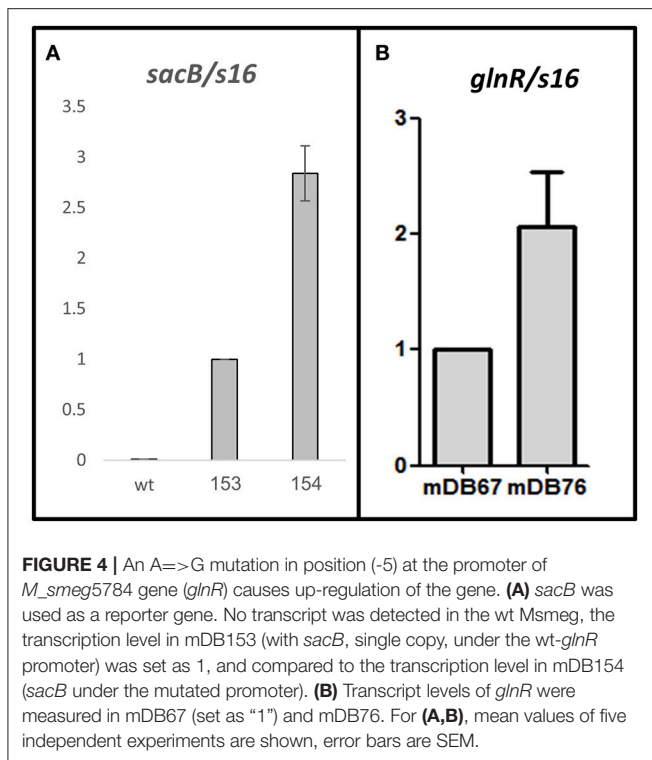 A
sacB/s16
3.5
3
2.5
2
1.5
1
0.5
0
wt 153 154
B
glnR/s16
3
2
1
0
mDB67 mDB76
FIGURE 4 | An A=>G mutation in position (-5) at the promoter of
M_smeg5784 gene (glnR) causes up-regulation of the gene. (A) sacB was
used as a reporter gene. No transcript was detected in the wt Msmeg, the
transcription level in mDB153 (with sacB, single copy, under the wt-glnR
promoter) was set as 1, and compared to the transcription level in mDB154
(sacB under the mutated promoter). (B) Transcript levels of glnR were
measured in mDB67 (set as “1”) and mDB76. For (A,B), mean values of five
independent experiments are shown, error bars are SEM.